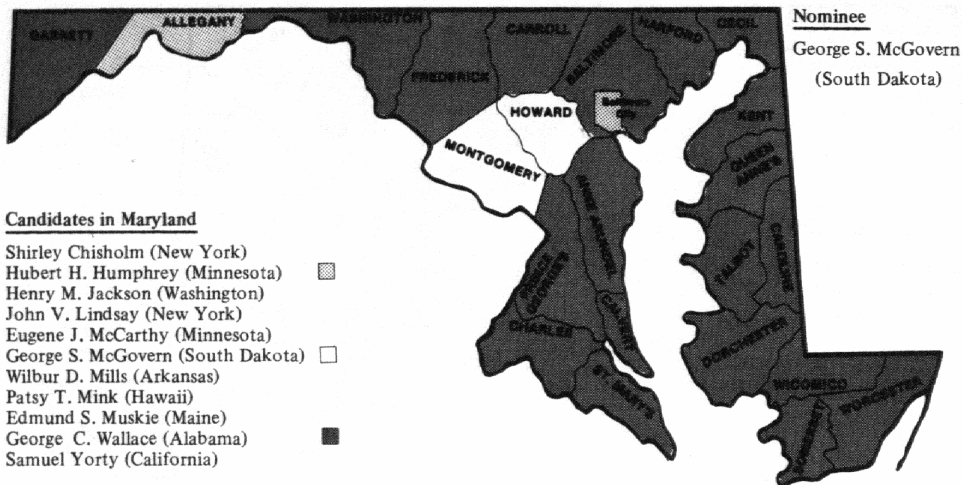 Nominee
George S. McGovern
(South Dakota)
GARRETT
ALLEGANY
WASHINGTON
FREDERICK
CARROLL
BALTIMORE
HARFORD
CECIL
Baltimore
City
HOWARD
MONTGOMERY
KENT
QUEEN
ANNE'S
ANNE ARUNDEL
PRINCE
GEORGE'S
CALVERT
CHARLES
ST. MARY'S
TALBOT
CAROLINE
DORCHESTER
WICOMICO
WORCESTER
SOMERSET
Candidates in Maryland
Shirley Chisholm (New York)
Hubert H. Humphrey (Minnesota)
Henry M. Jackson (Washington)
John V. Lindsay (New York)
Eugene J. McCarthy (Minnesota)
George S. McGovern (South Dakota)
Wilbur D. Mills (Arkansas)
Patsy T. Mink (Hawaii)
Edmund S. Muskie (Maine)
George C. Wallace (Alabama)
Samuel Yorty (California)